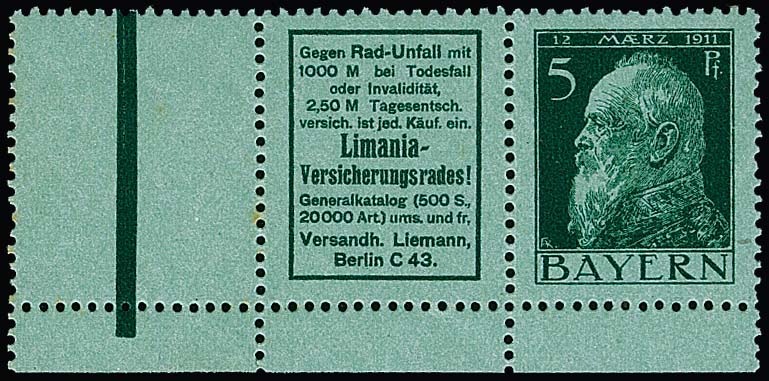 Gegen Rad-Unfall mit
1000 M bei Todesfall
oder Invalidität,
2,50 M Tagesentsch.
versich. ist jed. Käuf. ein.
Limania-
Versicherungsrades!
Generalkatalog (500 S.,
20000 Art.) ums. und fr,
Versandh. Liemann,
Berlin C 43.
12 MÆRZ 1911
5 Pf.
BAYERN